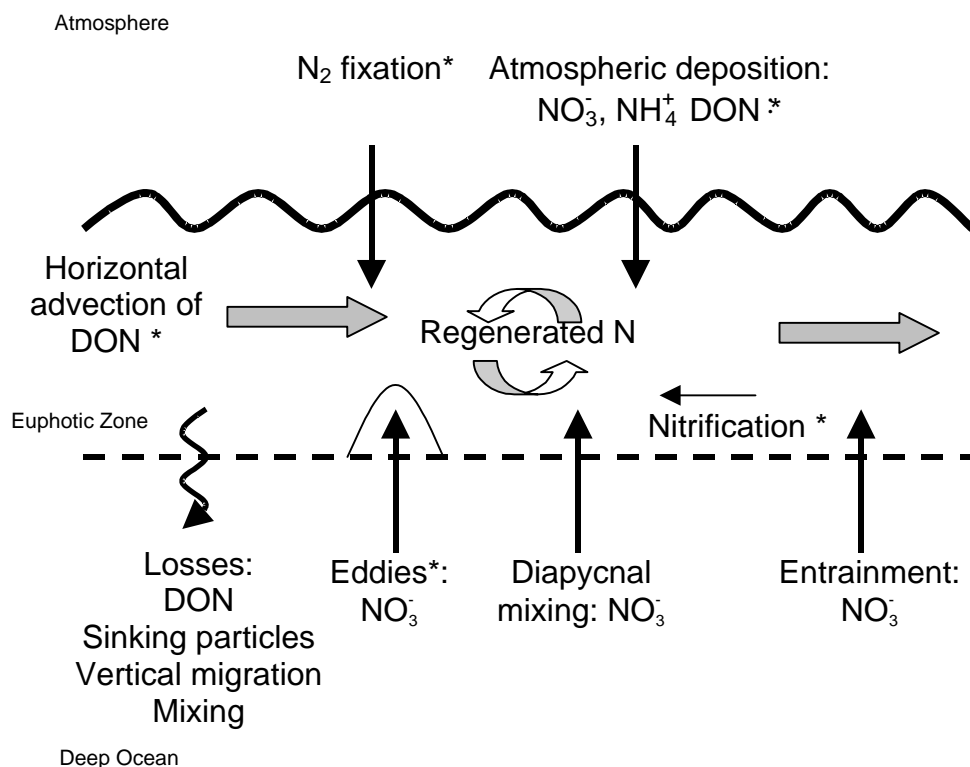 Atmosphere
N₂ fixation*
Atmospheric deposition:
NO₃⁻, NH₄⁺ DON :*
Horizontal
advection of
DON *
Regenerated N
Euphotic Zone
Nitrification *
Losses:
DON
Sinking particles
Vertical migration
Mixing
Eddies*:
NO₃⁻
Diapycnal
mixing: NO₃⁻
Entrainment:
NO₃⁻
Deep Ocean